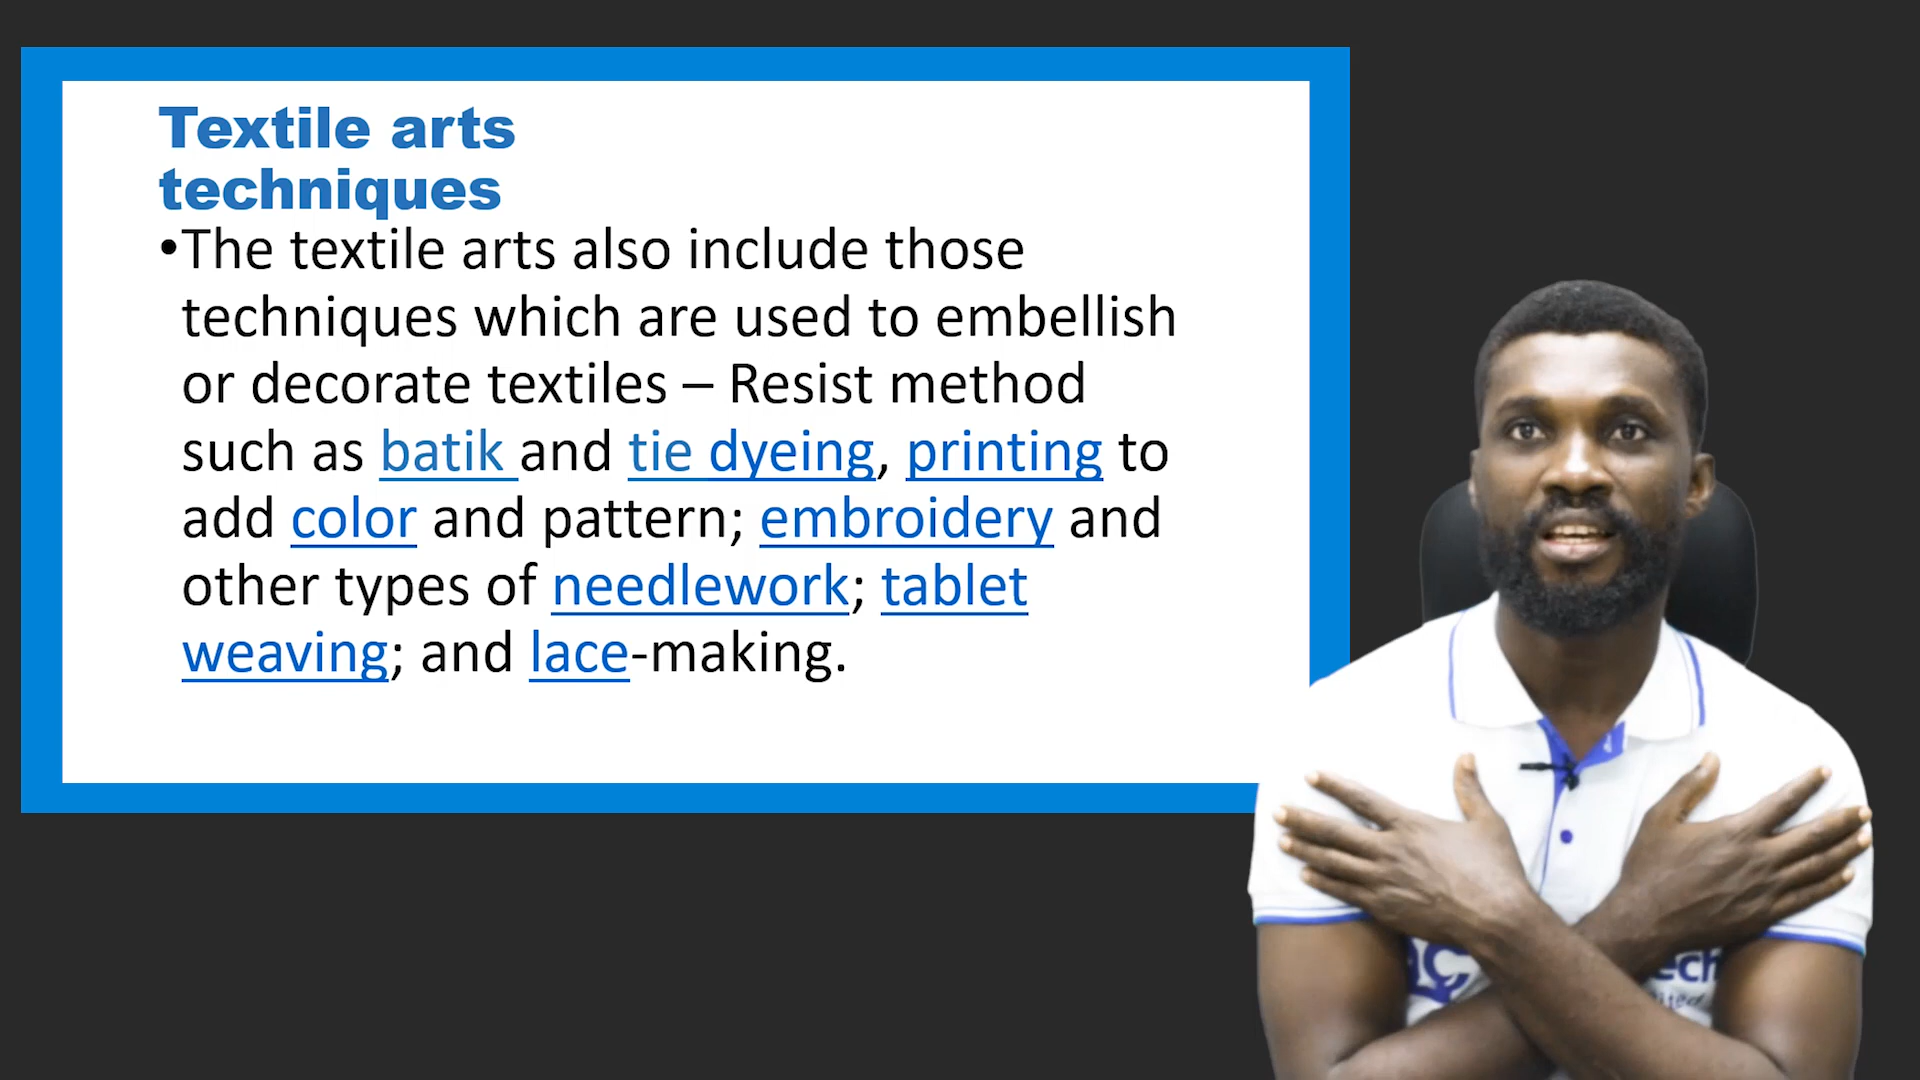 Textile arts
techniques
•The textile arts also include those
techniques which are used to embellish
or decorate textiles – Resist method
such as batik and tie dyeing, printing to
add color and pattern; embroidery and
other types of needlework; tablet
weaving; and lace-making.